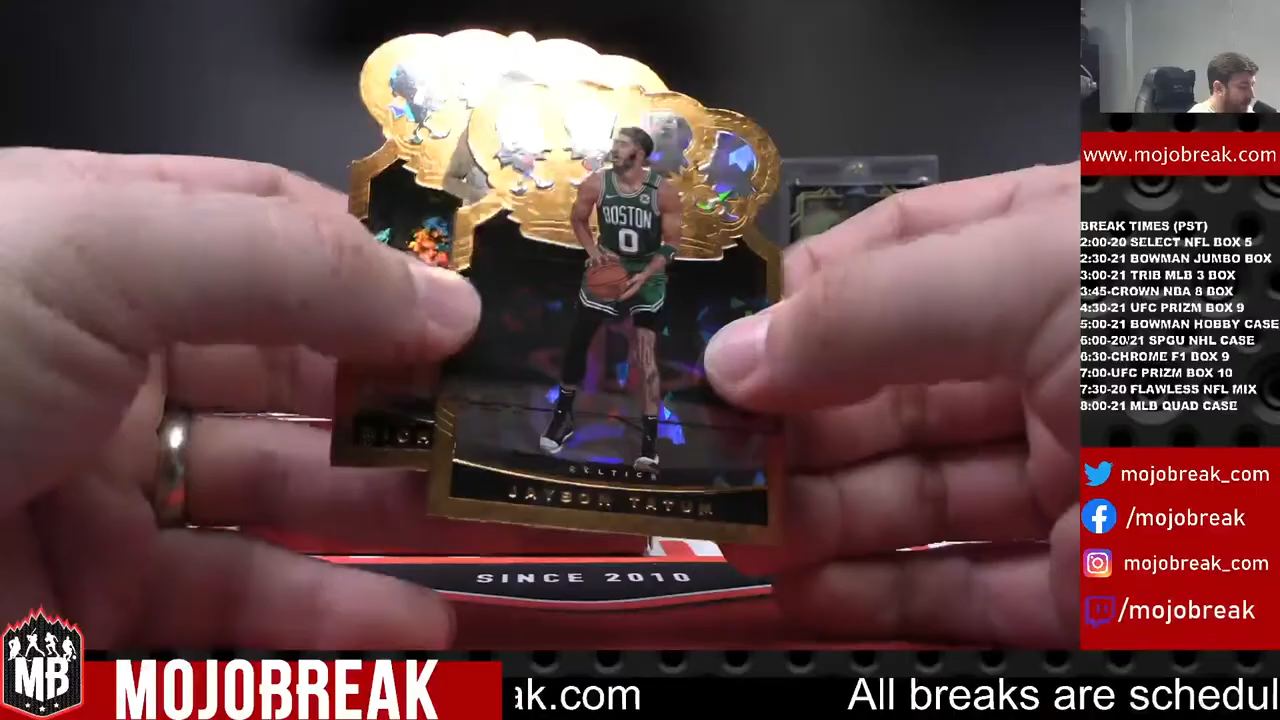 BOSTON
0
CELTICS
JAYSON TATUM
SINCE 2010
www.mojobreak.com
BREAK TIMES (PST)
2:00-20 SELECT NFL BOX 5
2:30-21 BOWMAN JUMBO BOX
3:00-21 TRIB MLB 3 BOX
3:45-CROWN NBA 8 BOX
4:30-21 UFC PRIZM BOX 9
5:00-21 BOWMAN HOBBY CASE
6:00-20/21 SPGU NHL CASE
6:30-CHROME F1 BOX 9
7:00-UFC PRIZM BOX 10
7:30-20 FLAWLESS NFL MIX
8:00-21 MLB QUAD CASE
mojobreak_com
/mojobreak
mojobreak_com
/mojobreak
MB
MOJOBREAK
ak.com All breaks are schedul